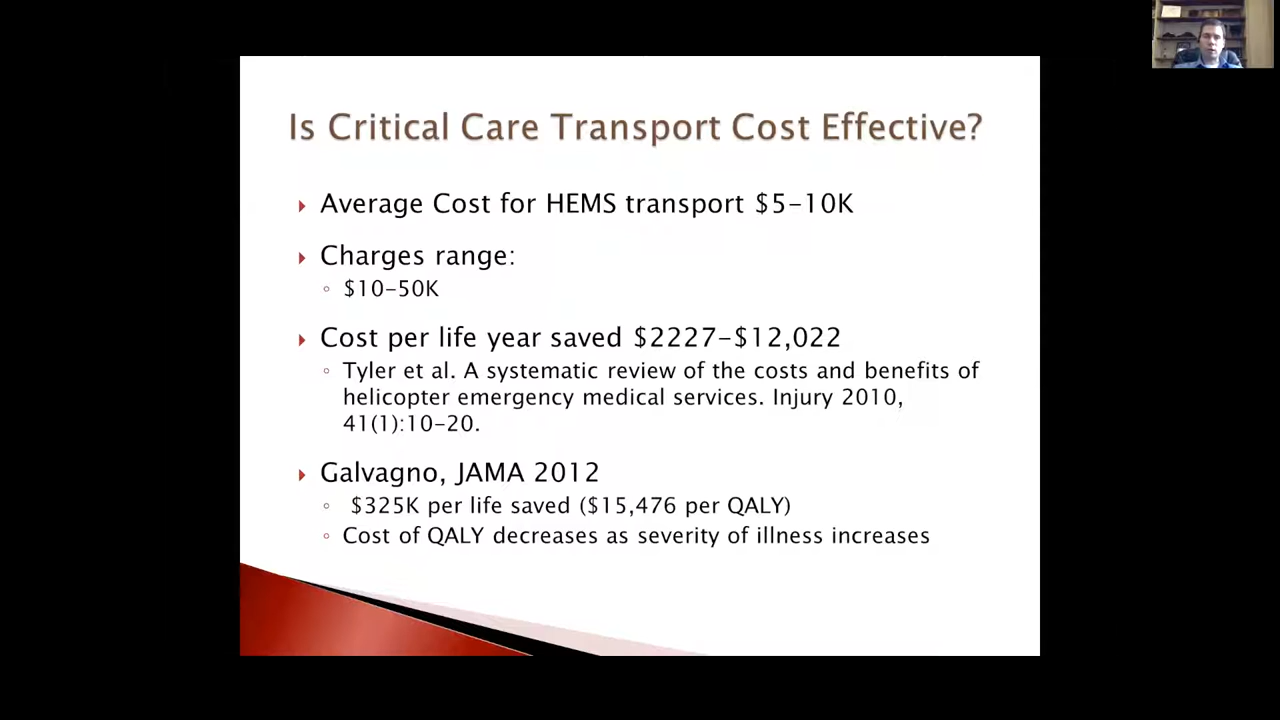 Is Critical Care Transport Cost Effective?
Average Cost for HEMS transport $5-10K
Charges range:
$10-50K
Cost per life year saved $2227-$12,022
Tyler et al. A systematic review of the costs and benefits of
helicopter emergency medical services. Injury 2010,
41(1):10-20.
Galvagno, JAMA 2012
$325K per life saved ($15,476 per QALY)
Cost of QALY decreases as severity of illness increases